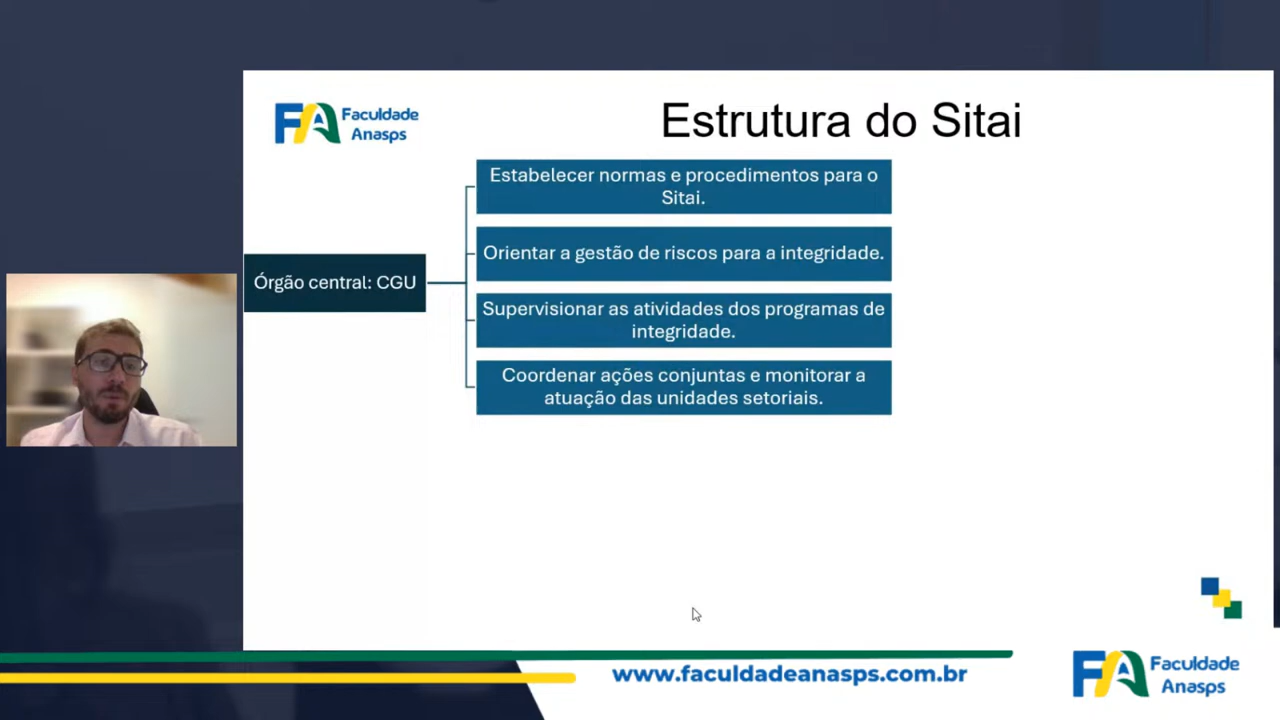 Faculdade
Anasps
Estrutura do Sitai
Estabelecer normas e procedimentos para o
Sitai.
Orientar a gestão de riscos para a integridade.
Órgão central: CGU
Supervisionar as atividades dos programas de
integridade.
Coordenar ações conjuntas e monitorar a
atuação das unidades setoriais.
www.faculdadeanasps.com.br
FA Faculdade
Anasps